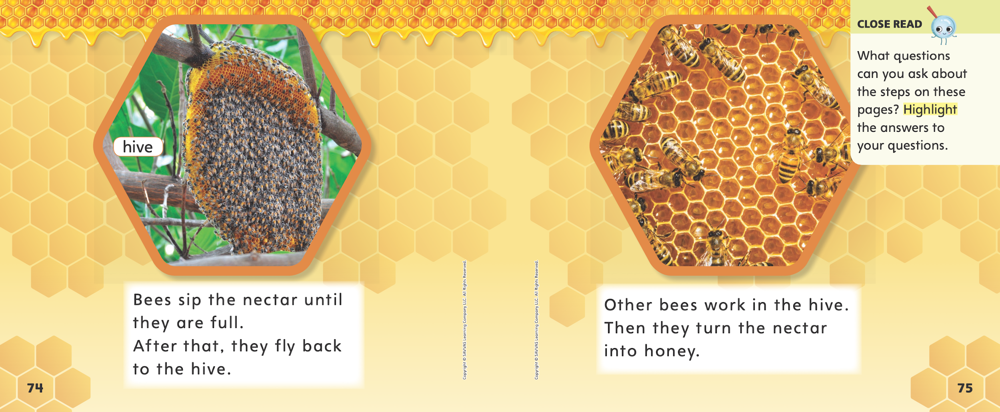 hive
Bees sip the nectar until
they are full.
After that, they fly back
to the hive.
74
Copyright © SAVVAS Learning Company LLC. All Rights Reserved.
Copyright © SAVVAS Learning Company LLC. All Rights Reserved.
Other bees work in the hive.
Then they turn the nectar
into honey.
CLOSE READ
What questions
can you ask about
the steps on these
pages? Highlight
the answers to
your questions.
75